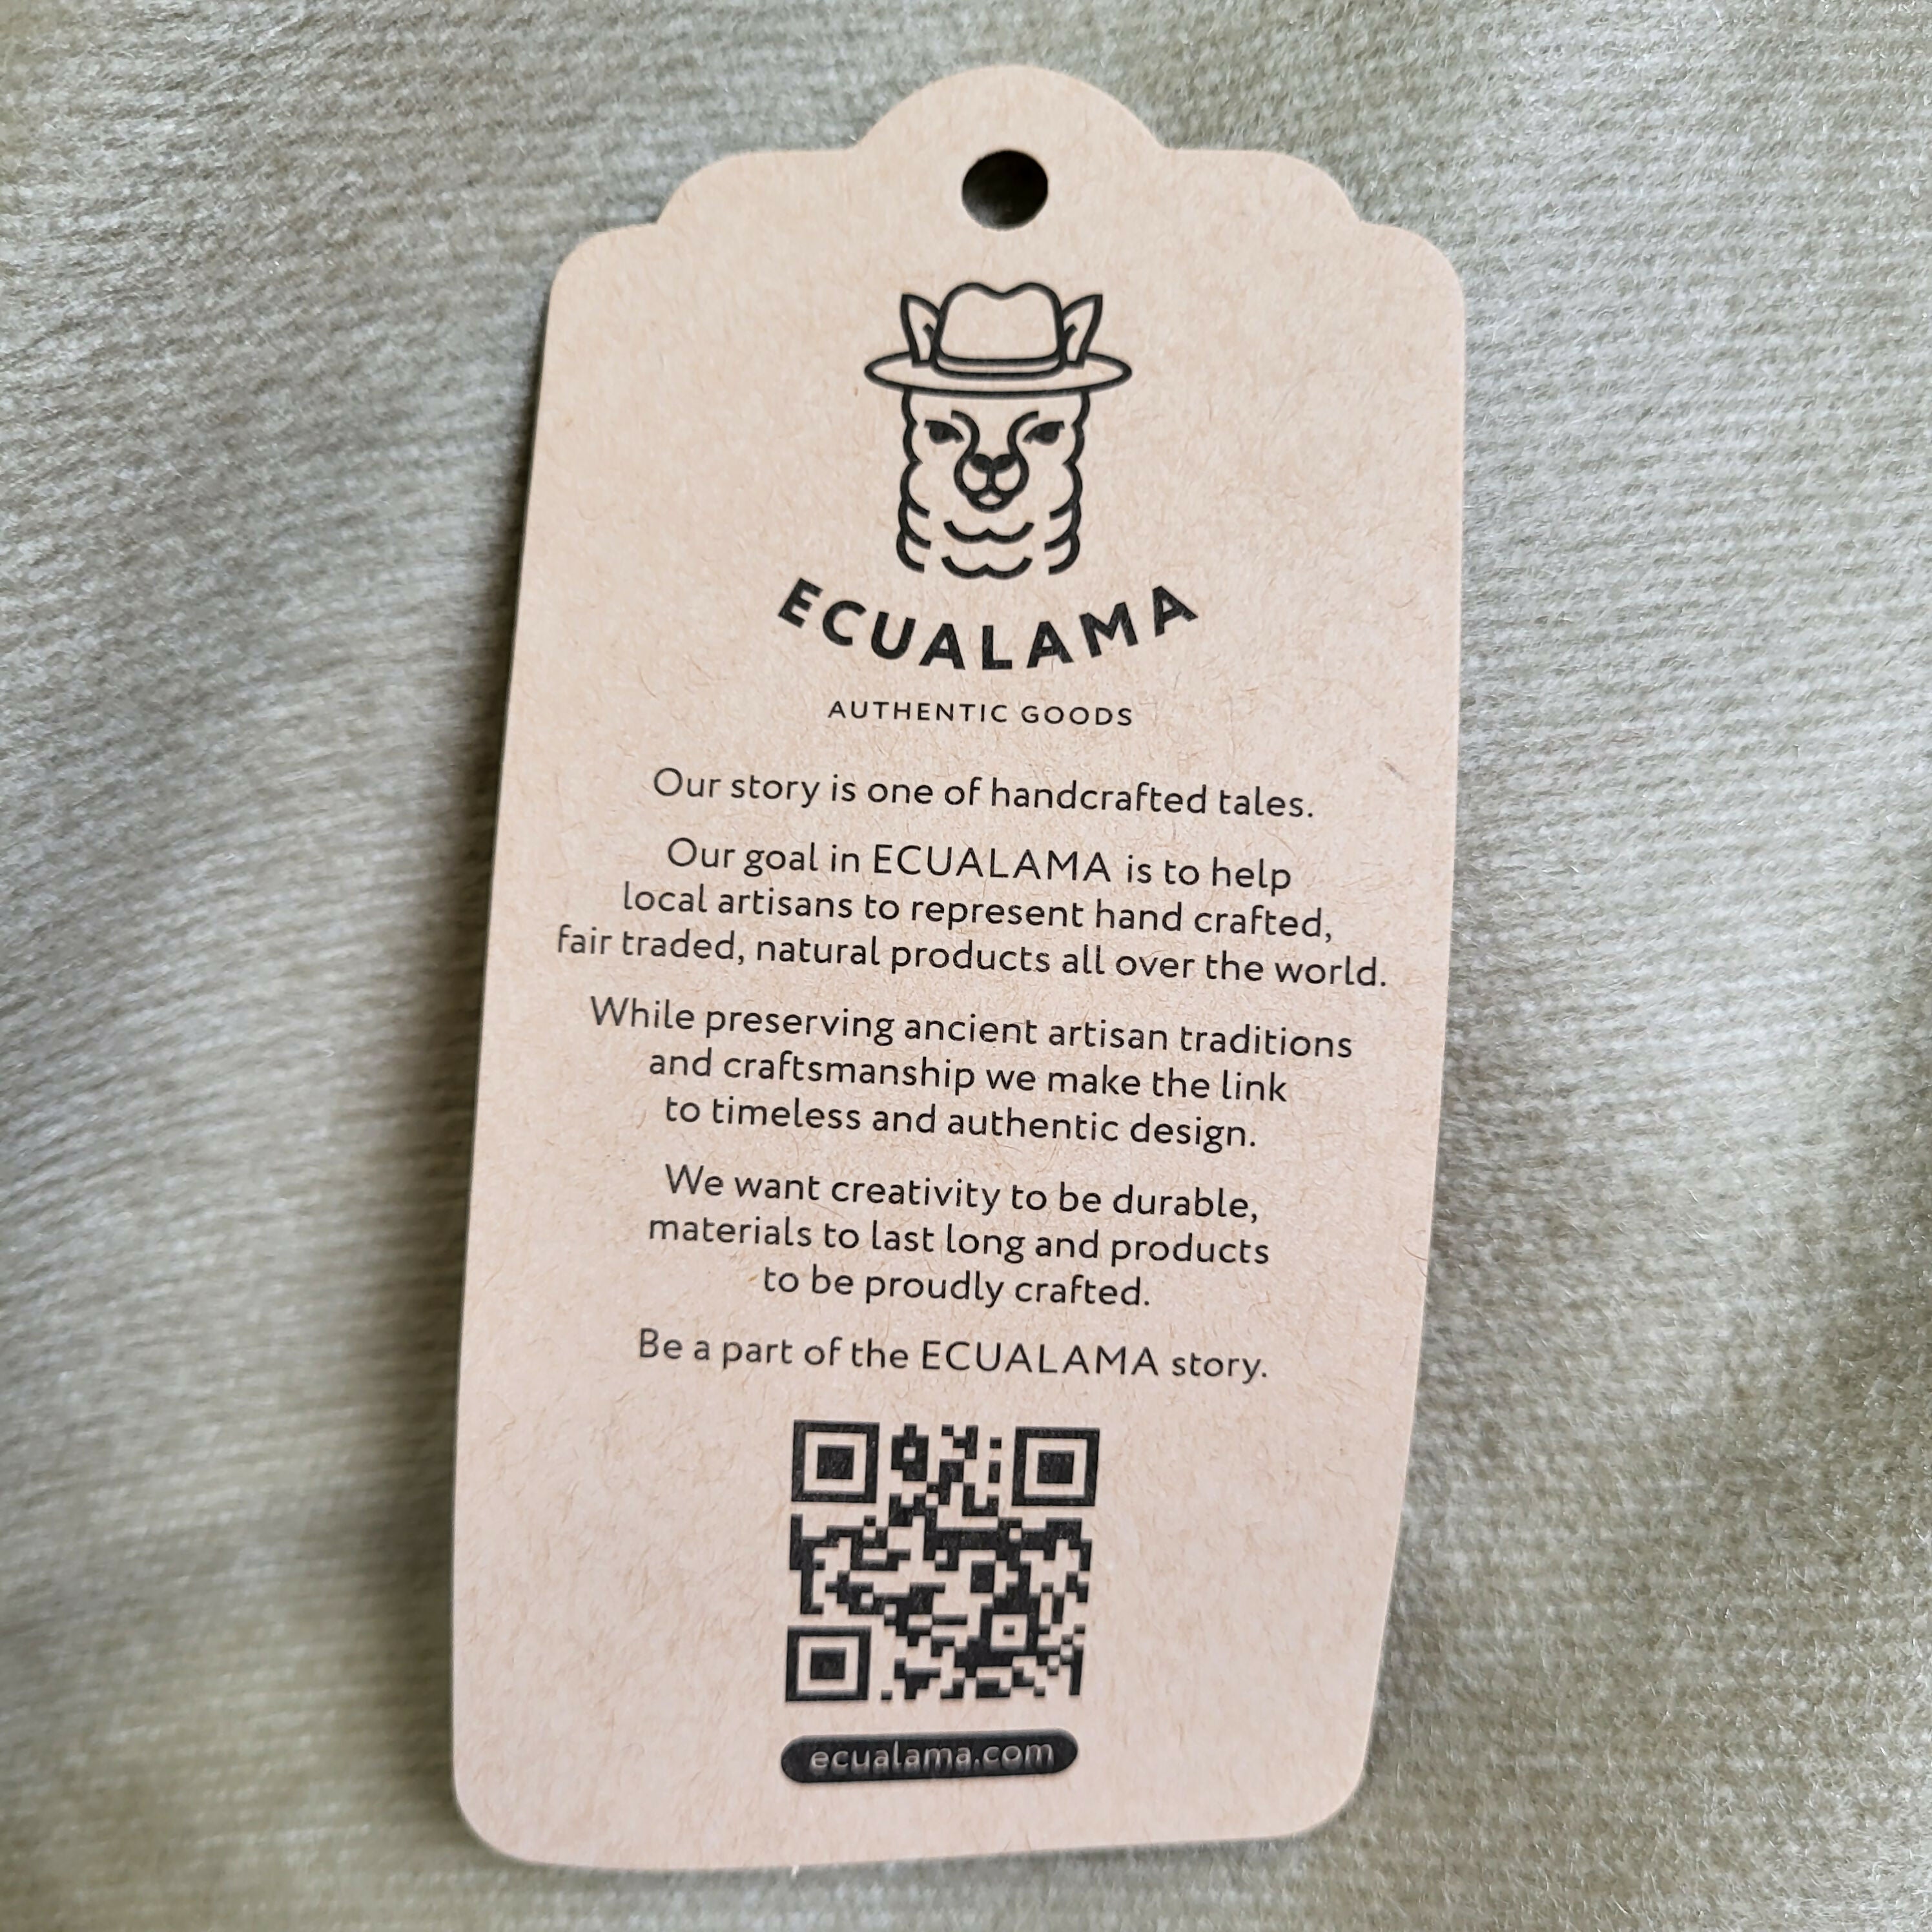 ECUALAMA
AUTHENTIC GOODS
Our story is one of handcrafted tales.
Our goal in ECUALAMA is to help
local artisans to represent hand crafted,
fair traded, natural products all over the world.
While preserving ancient artisan traditions
and craftsmanship we make the link
to timeless and authentic design.
We want creativity to be durable,
materials to last long and products
to be proudly crafted.
Be a part of the ECUALAMA story.
ecualama.com